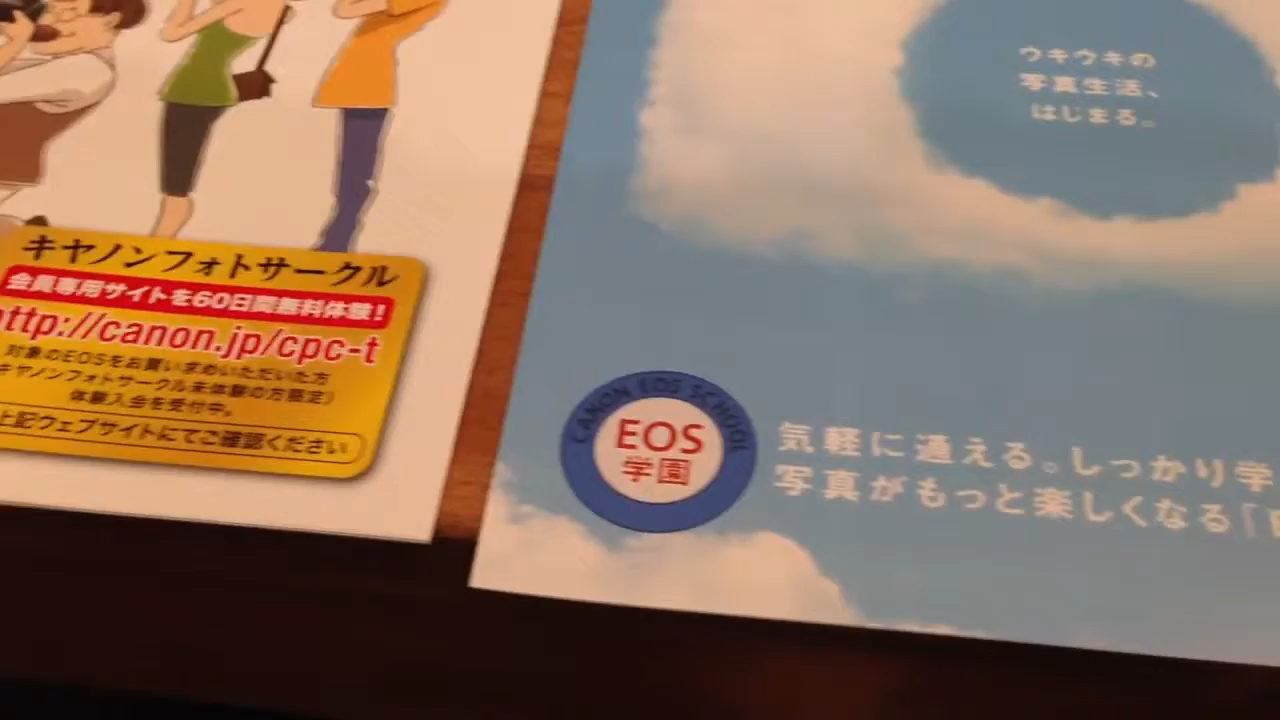 キヤノンフォトサークル
会員専用サイトを60日間無料体験!
http://canon.jp/cpc-t
対象のEOSをお買い求めいただいた方
キヤノンフォトサークル未体験の方限定)
体験入会を受付中。
上記ウェブサイトにてご確認ください
ウキウキの
写真生活、
はじまる。
CANON EOS SCHOOL
EOS
学園
気軽に通える。しっかり学
写真がもっと楽しくなる「